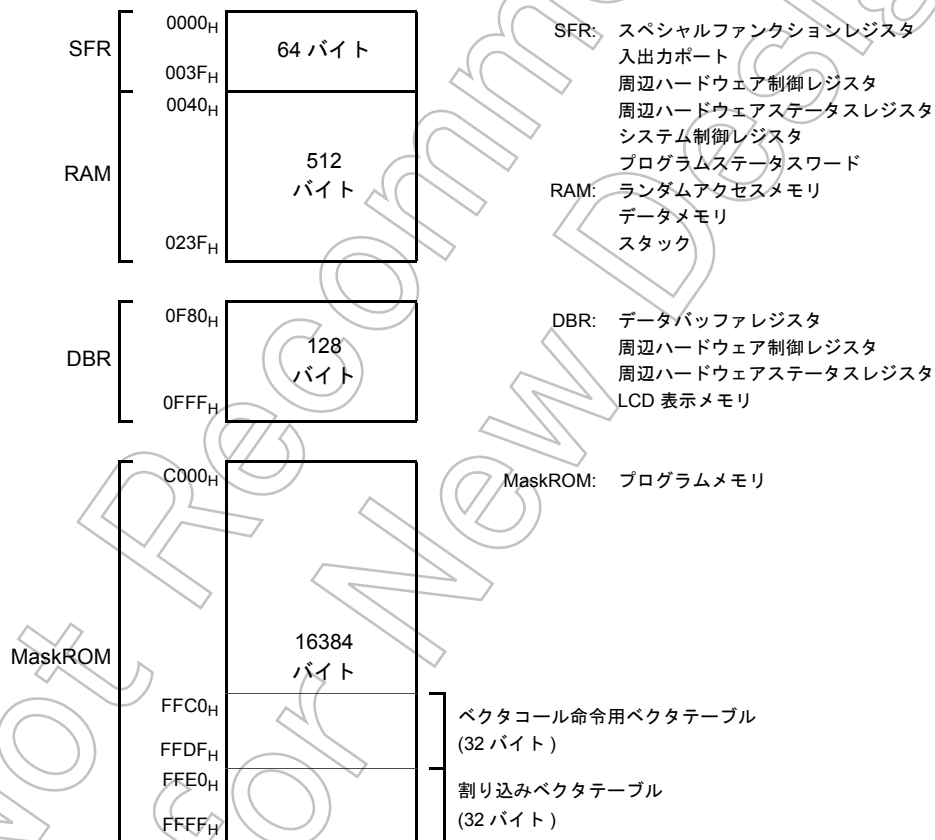 SFR
0000H
64 バイト
003FH
RAM
0040H
512
バイト
023FH
DBR
0F80H
128
バイト
0FFFH
MaskROM
C000H
16384
バイト
FFC0H
FFDFH
FFE0H
FFFFH
ベクタコール命令用ベクタテーブル
(32 バイト )
割り込みベクタテーブル
(32 バイト )
SFR: スペシャルファンクションレジスタ
入出力ポート
周辺ハードウェア制御レジスタ
周辺ハードウェアステータスレジスタ
システム制御レジスタ
プログラムステータスワード
RAM: ランダムアクセスメモリ
データメモリ
スタック
DBR: データバッファレジスタ
周辺ハードウェア制御レジスタ
周辺ハードウェアステータスレジスタ
LCD 表示メモリ
MaskROM: プログラムメモリ